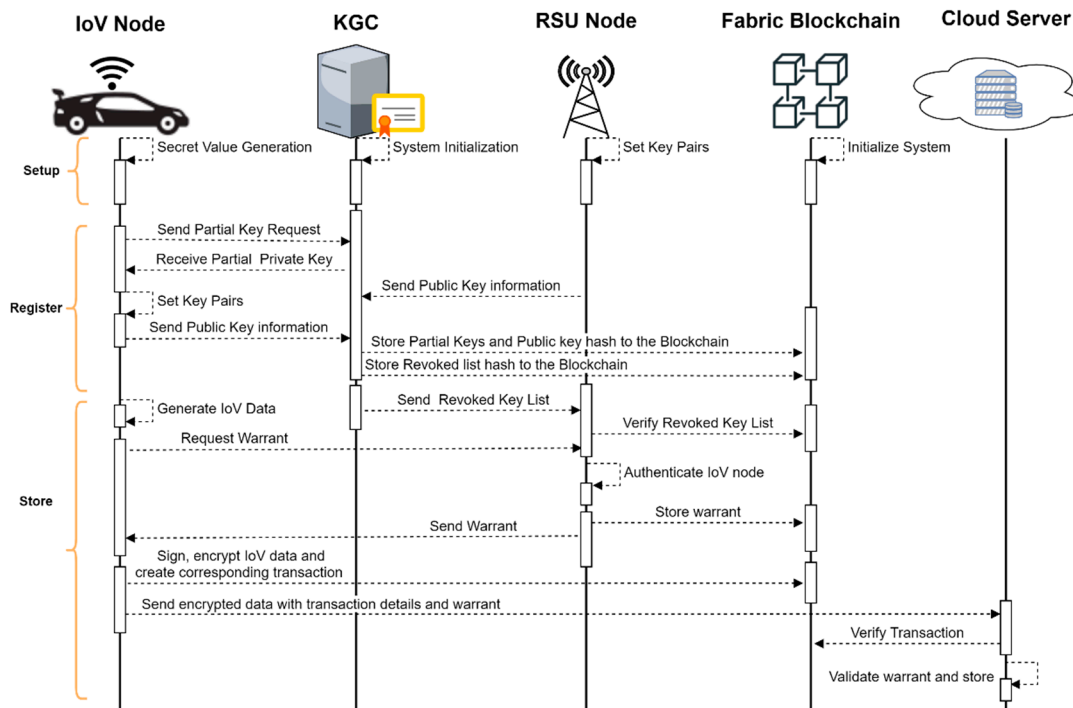 IoV Node
KGC
RSU Node
Fabric Blockchain
Cloud Server
Setup
Secret Value Generation
System Initialization
Set Key Pairs
Initialize System
Register
Send Partial Key Request
Receive Partial Private Key
Send Public Key information
Set Key Pairs
Send Public Key information
Store Partial Keys and Public key hash to the Blockchain
Store Revoked list hash to the Blockchain
Store
Generate IoV Data
Send Revoked Key List
Verify Revoked Key List
Request Warrant
Authenticate IoV node
Store warrant
Send Warrant
Sign, encrypt IoV data and
create corresponding transaction
Send encrypted data with transaction details and warrant
Verify Transaction
Validate warrant and store